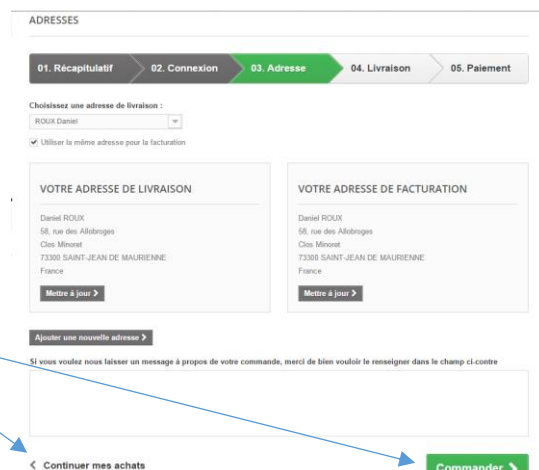 ADRESSES
01. Récapitulatif 02. Connexion 03. Adresse 04. Livraison 05. Paiement
Choisissez une adresse de livraison :
ROUX Daniel
Utiliser la même adresse pour la facturation
VOTRE ADRESSE DE LIVRAISON
Daniel ROUX
58, rue des Allobroges
Clos Minoret
73300 SAINT-JEAN DE MAURIENNE
France
Mettre à jour
VOTRE ADRESSE DE FACTURATION
Daniel ROUX
58, rue des Allobroges
Clos Minoret
73300 SAINT-JEAN DE MAURIENNE
France
Mettre à jour
Ajouter une nouvelle adresse
Si vous voulez nous laisser un message à propos de votre commande, merci de bien vouloir le renseigner dans le champ ci-contre
Continuer mes achats
Commander